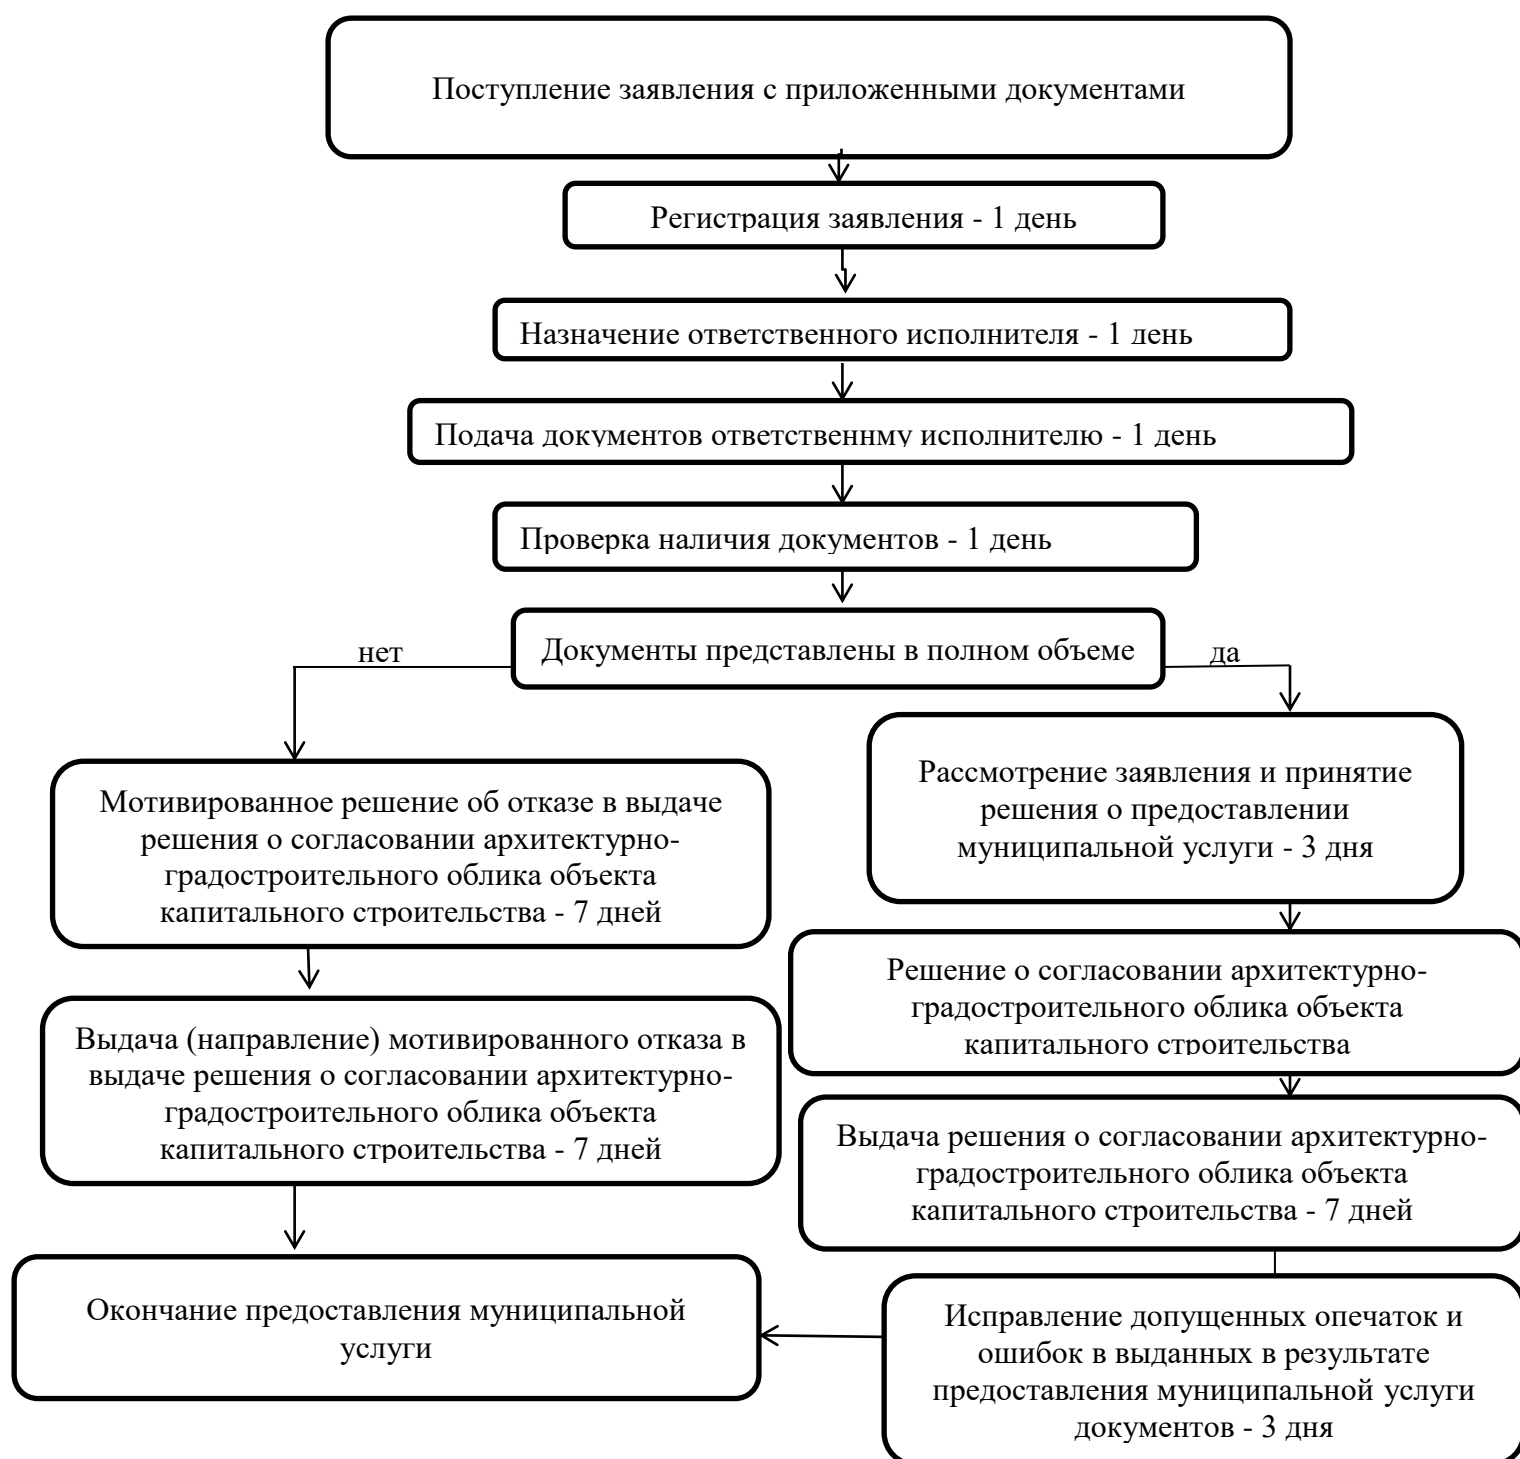 Поступление заявления с приложенными документами
Регистрация заявления - 1 день
Назначение ответственного исполнителя - 1 день
Подача документов ответственнму исполнителю - 1 день
Проверка наличия документов - 1 день
Документы представлены в полном объеме
нет
да
Мотивированное решение об отказе в выдаче
решения о согласовании архитектурно-
градостроительного облика объекта
капитального строительства - 7 дней
Выдача (направление) мотивированного отказа в
выдаче решения о согласовании архитектурно-
градостроительного облика объекта
капитального строительства - 7 дней
Рассмотрение заявления и принятие
решения о предоставлении
муниципальной услуги - 3 дня
Решение о согласовании архитектурно-
градостроительного облика объекта
капитального строительства
Выдача решения о согласовании архитектурно-
градостроительного облика объекта
капитального строительства - 7 дней
Исправление допущенных опечаток и
ошибок в выданных в результате
предоставления муниципальной услуги
документов - 3 дня
Окончание предоставления муниципальной
услуги